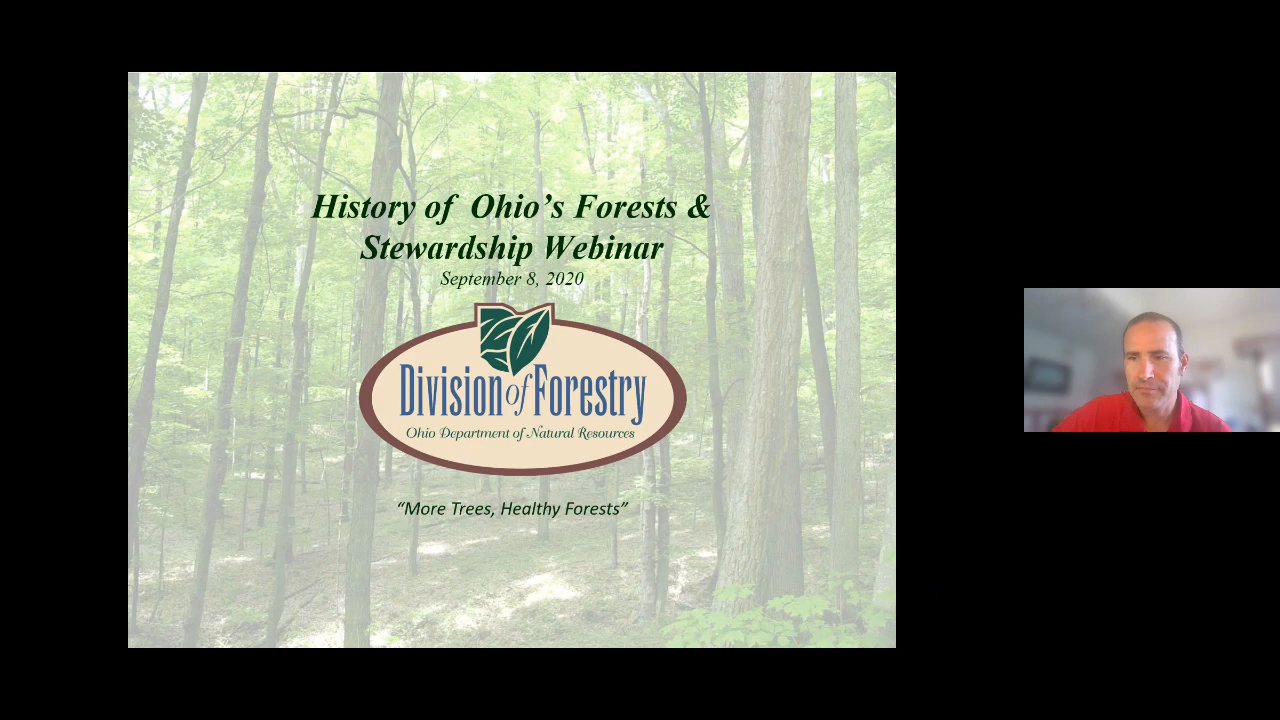 History of Ohio's Forests &
Stewardship Webinar
September 8, 2020
Division of Forestry
Ohio Department of Natural Resources
“More Trees, Healthy Forests”